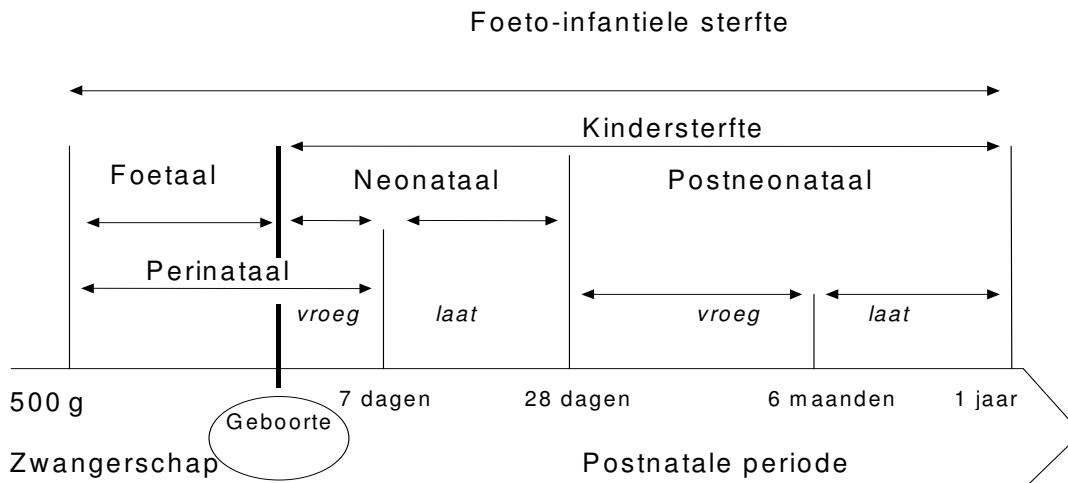 Foeto-infantiele sterfte
Kindersterfte
Foetaal Neonataal Postneonataal
Perinataal
vroeg laat vroeg laat
500 g 7 dagen 28 dagen 6 maanden 1 jaar
Geboorte
Zwangerschap Postnatale periode